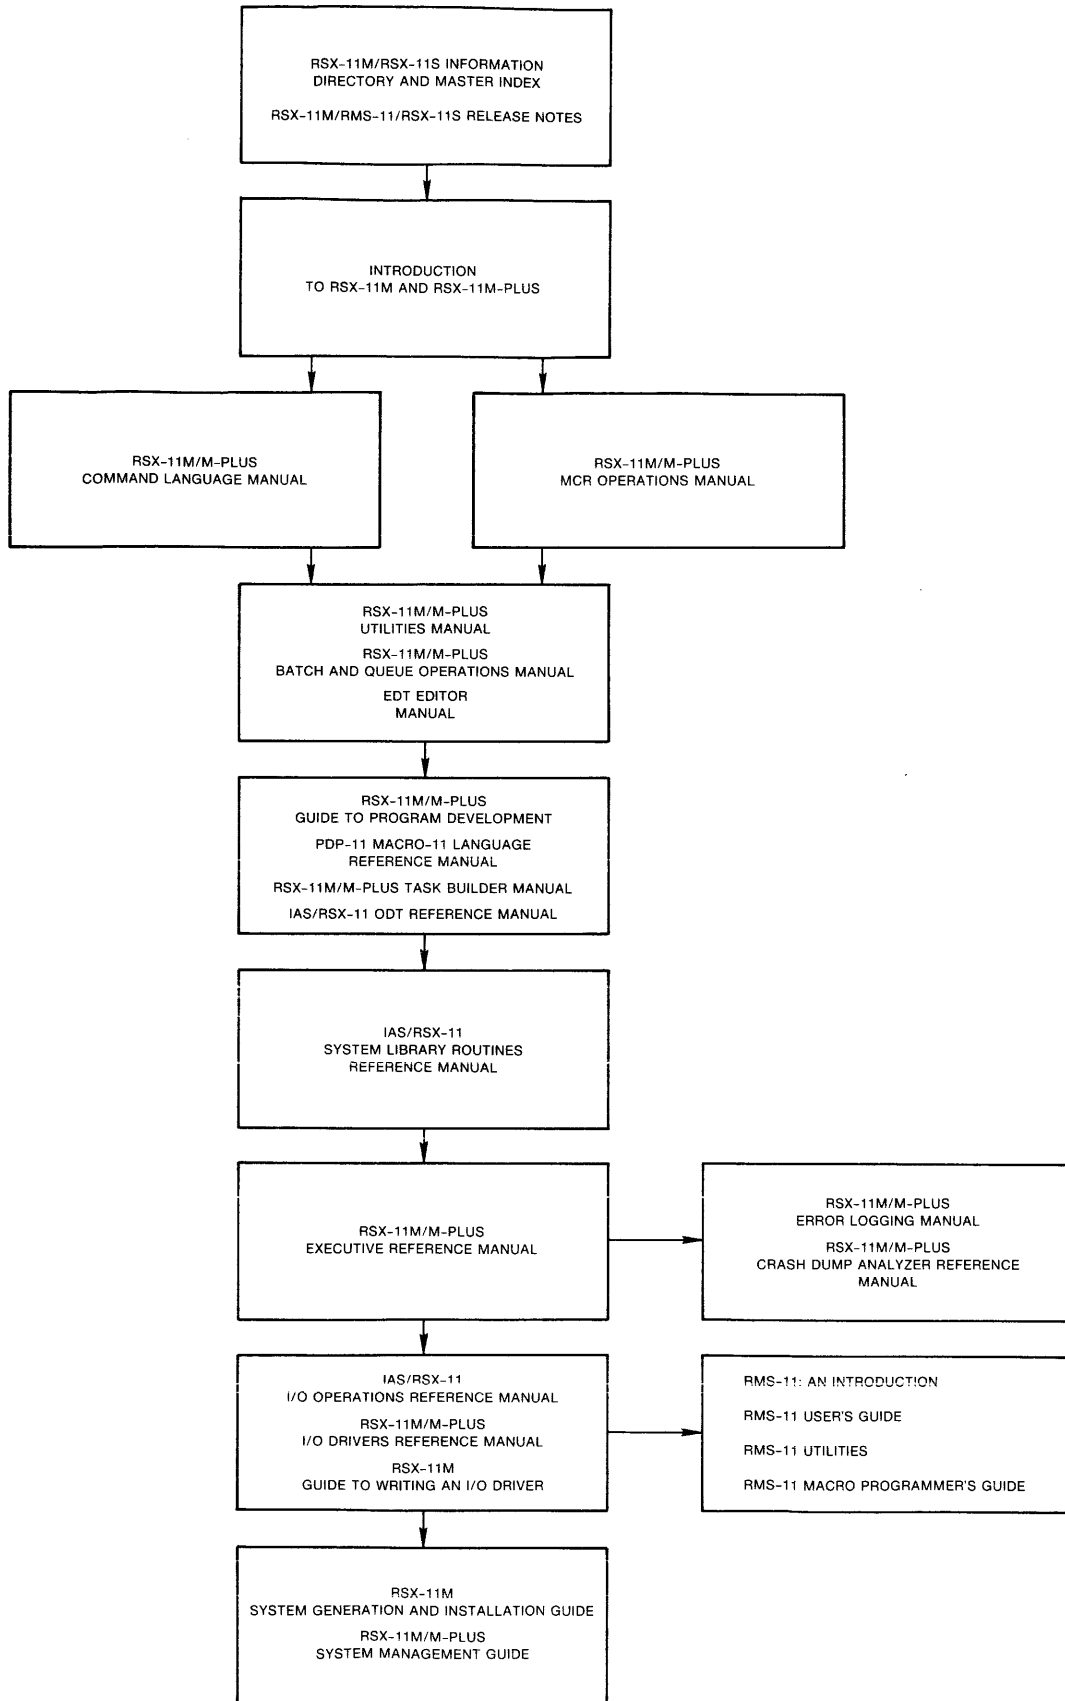 RSX-11M/RSX-11S INFORMATION
DIRECTORY AND MASTER INDEX
RSX-11M/RMS-11/RSX-11S RELEASE NOTES
INTRODUCTION
TO RSX-11M AND RSX-11M-PLUS
RSX-11M/M-PLUS
COMMAND LANGUAGE MANUAL
RSX-11M/M-PLUS
MCR OPERATIONS MANUAL
RSX-11M/M-PLUS
UTILITIES MANUAL
RSX-11M/M-PLUS
BATCH AND QUEUE OPERATIONS MANUAL
EDT EDITOR
MANUAL
RSX-11M/M-PLUS
GUIDE TO PROGRAM DEVELOPMENT
PDP-11 MACRO-11 LANGUAGE
REFERENCE MANUAL
RSX-11M/M-PLUS TASK BUILDER MANUAL
IAS/RSX-11 ODT REFERENCE MANUAL
IAS/RSX-11
SYSTEM LIBRARY ROUTINES
REFERENCE MANUAL
RSX-11M/M-PLUS
EXECUTIVE REFERENCE MANUAL
RSX-11M/M-PLUS
ERROR LOGGING MANUAL
RSX-11M/M-PLUS
CRASH DUMP ANALYZER REFERENCE
MANUAL
IAS/RSX-11
I/O OPERATIONS REFERENCE MANUAL
RSX-11M/M-PLUS
I/O DRIVERS REFERENCE MANUAL
RSX-11M
GUIDE TO WRITING AN I/O DRIVER
RMS-11: AN INTRODUCTION
RMS-11 USER'S GUIDE
RMS-11 UTILITIES
RMS-11 MACRO PROGRAMMER'S GUIDE
RSX-11M
SYSTEM GENERATION AND INSTALLATION GUIDE
RSX-11M/M-PLUS
SYSTEM MANAGEMENT GUIDE